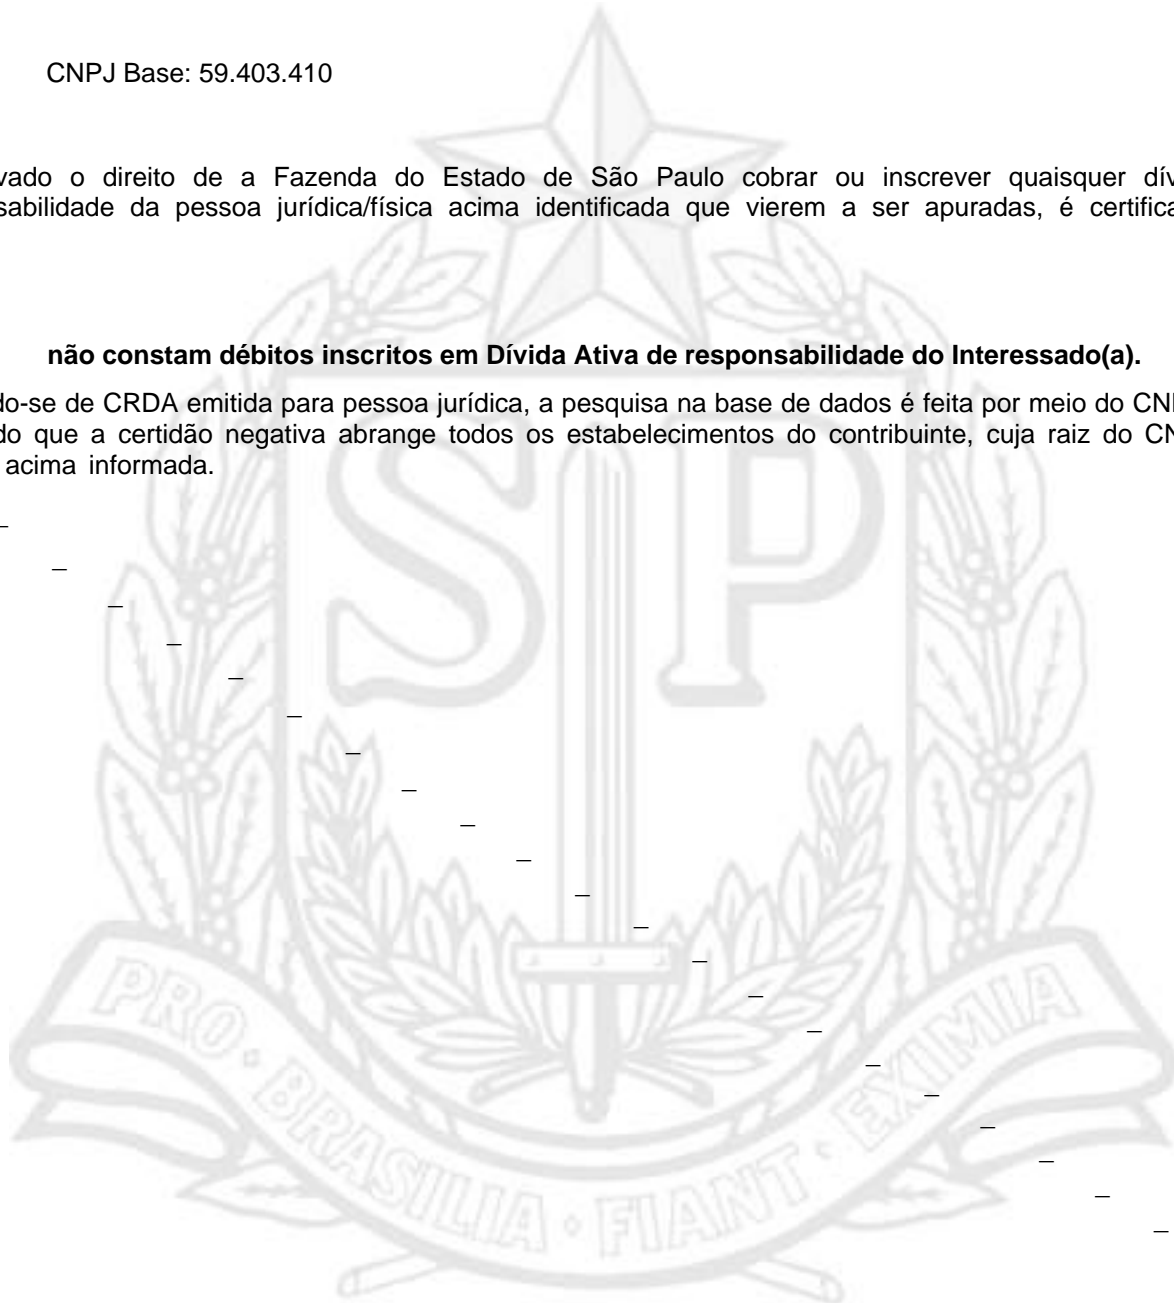 CNPJ Base: 59.403.410
vado o direito de a Fazenda do Estado de São Paulo cobrar ou inscrever quaisquer dív
sabilidade da pessoa jurídica/física acima identificada que vierem a ser apuradas, é certifica
não constam débitos inscritos em Dívida Ativa de responsabilidade do Interessado(a).
do-se de CRDA emitida para pessoa jurídica, a pesquisa na base de dados é feita por meio do CN
do que a certidão negativa abrange todos os estabelecimentos do contribuinte, cuja raiz do CN
acima informada.
SP
PRO BRASILIA FIANT EXIMIA